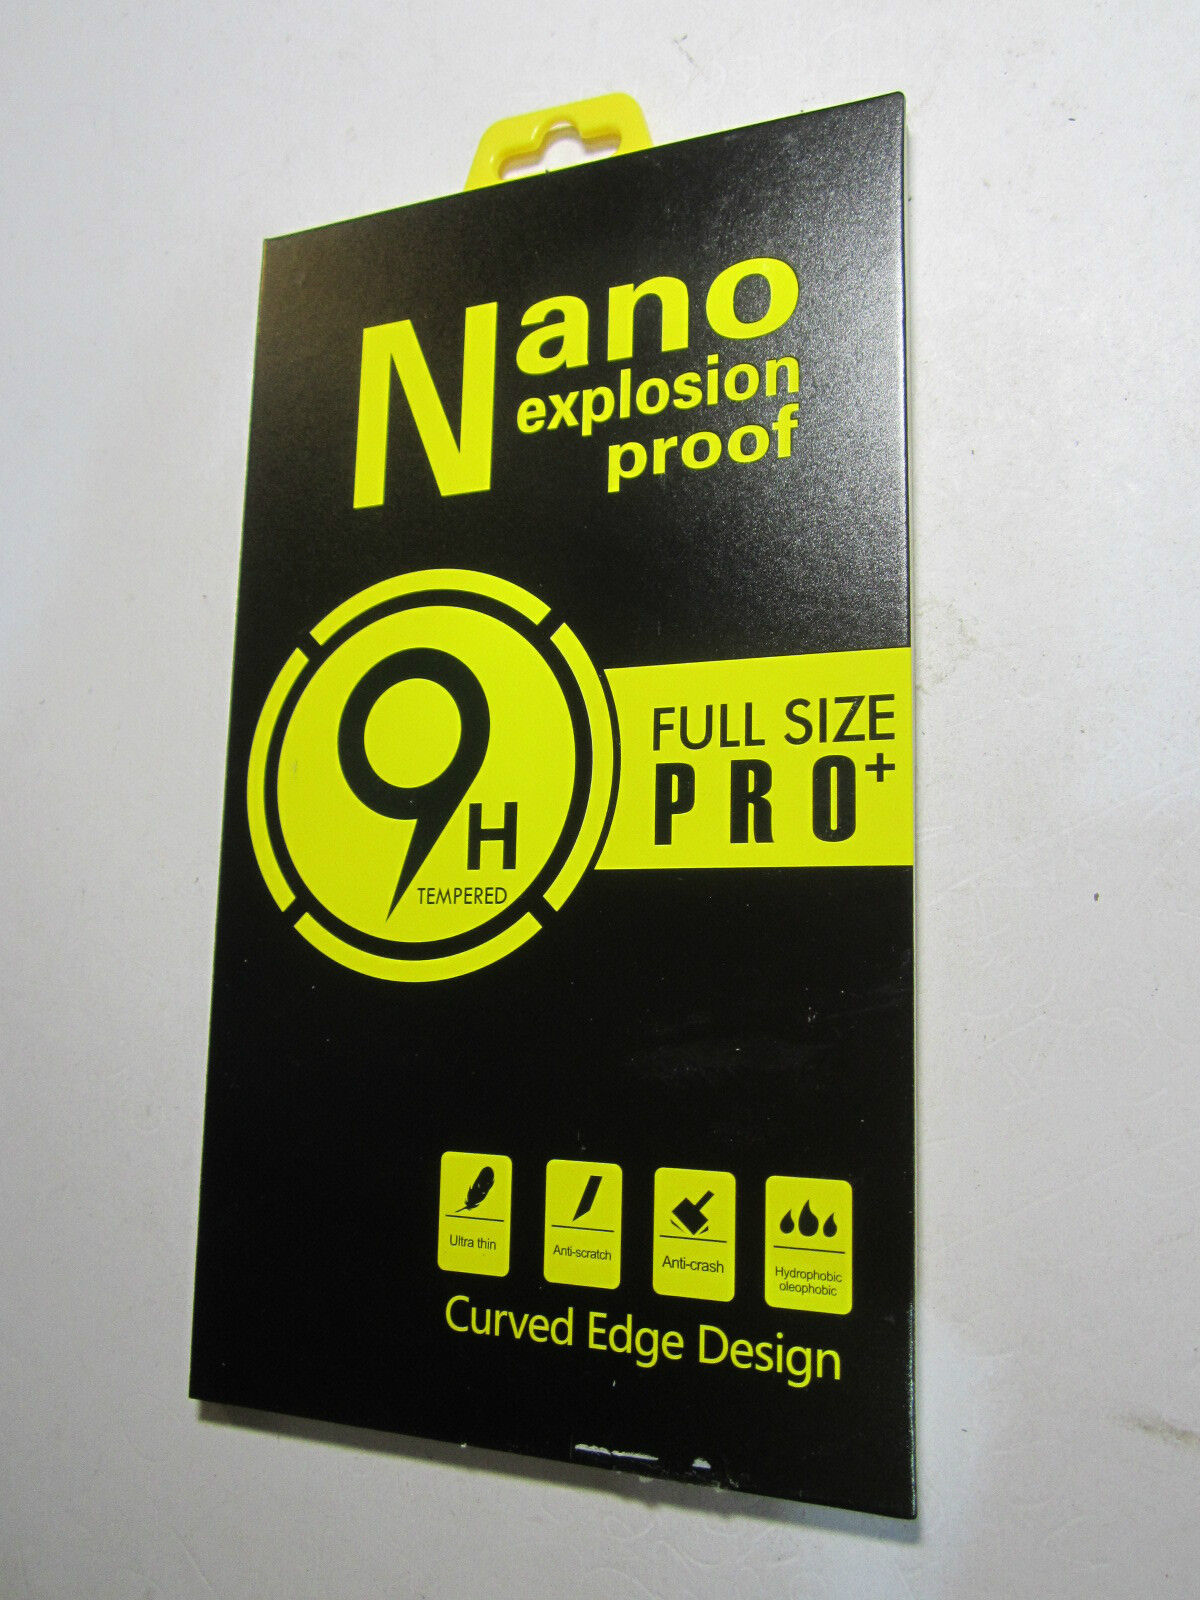 Nano
explosion
proof
9H
TEMPERED
FULL SIZE
PRO+
Ultra thin
Anti-scratch
Anti-crash
Hydrophobic
oleophobic
Curved Edge Design